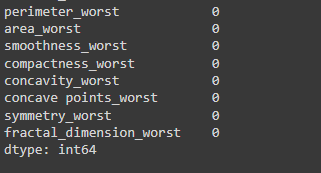 perimeter_worst 0
area_worst 0
smoothness_worst 0
compactness_worst 0
concavity_worst 0
concave points_worst 0
symmetry_worst 0
fractal_dimension_worst 0
dtype: int64